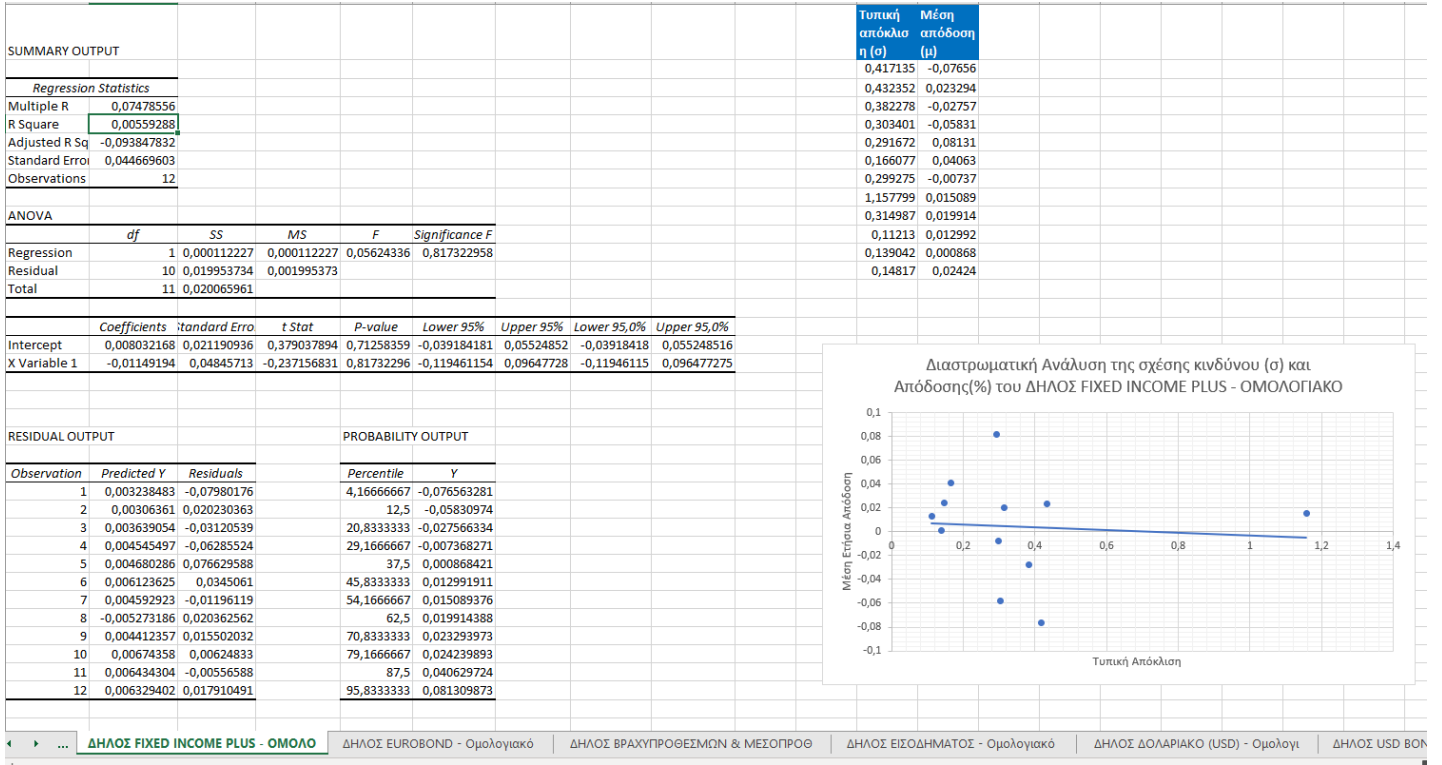 Τυπική Μέση
απόκλισ απόδοση
η (σ) (μ)
SUMMARY OUTPUT
0,417135 -0,07656
Regression Statistics 0,432352 0,023294
Multiple R 0,07478556 0,382278 -0,02757
R Square 0,00559288 0,303401 -0,05831
Adjusted R Sq -0,093847832 0,291672 0,08131
Standard Erro 0,044669603 0,166077 0,04063
Observations 12 0,299275 -0,00737
1,157799 0,015089
ANOVA 0,314987 0,019914
df SS MS F Significance F 0,11213 0,012992
Regression 1 0,000112227 0,000112227 0,05624336 0,817322958 0,139042 0,000868
Residual 10 0,019953734 0,001995373 0,14817 0,02424
Total 11 0,020065961
Coefficients Standard Erro t Stat P-value Lower 95% Upper 95% Lower 95,0% Upper 95,0%
Intercept 0,008032168 0,021190936 0,379037894 0,71258359 -0,039184181 0,05524852 -0,03918418 0,055248516
X Variable 1 -0,01149194 0,04845713 -0,237156831 0,81732296 -0,119461154 0,09647728 -0,11946115 0,096477275
RESIDUAL OUTPUT PROBABILITY OUTPUT
Observation Predicted Y Residuals Percentile Y
1 0,003238483 -0,07980176 4,16666667 -0,076563281
2 0,00306361 0,020230363 12,5 -0,05830974
3 0,003639054 -0,03120539 20,8333333 -0,027566334
4 0,004545497 -0,06285524 29,1666667 -0,007368271
5 0,004680286 0,076629588 37,5 0,000868421
6 0,006123625 0,0345061 45,8333333 0,012991911
7 0,004592923 -0,01196119 54,1666667 0,015089376
8 -0,005273186 0,020362562 62,5 0,019914388
9 0,004412357 0,015502032 70,8333333 0,023293973
10 0,00674358 0,00624833 79,1666667 0,024239893
11 0,006434304 -0,00556588 87,5 0,040629724
12 0,006329402 0,017910491 95,8333333 0,081309873
Διαστρωματική Ανάλυση της σχέσης κινδύνου (σ) και
Απόδοσης(%) του ΔΗΛΟΣ FIXED INCOME PLUS - ΟΜΟΛΟΓΙΑΚΟ
Μέση Ετήσια Απόδοση
0,1
0,08
0,06
0,04
0,02
0
-0,02
-0,04
-0,06
-0,08
-0,1
0 0,2 0,4 0,6 0,8 1 1,2 1,4
Τυπική Απόκλιση
... ΔΗΛΟΣ FIXED INCOME PLUS - ΟΜΟΛΟ ΔΗΛΟΣ EUROBOND - Ομολογιακό ΔΗΛΟΣ ΒΡΑΧΥΠΡΟΘΕΣΜΩΝ & ΜΕΣΟΠΡΟΘ ΔΗΛΟΣ ΕΙΣΟΔΗΜΑΤΟΣ - Ομολογιακό ΔΗΛΟΣ ΔΟΛΑΡΙΑΚΟ (USD) - Ομολογι ΔΗΛΟΣ USD BON